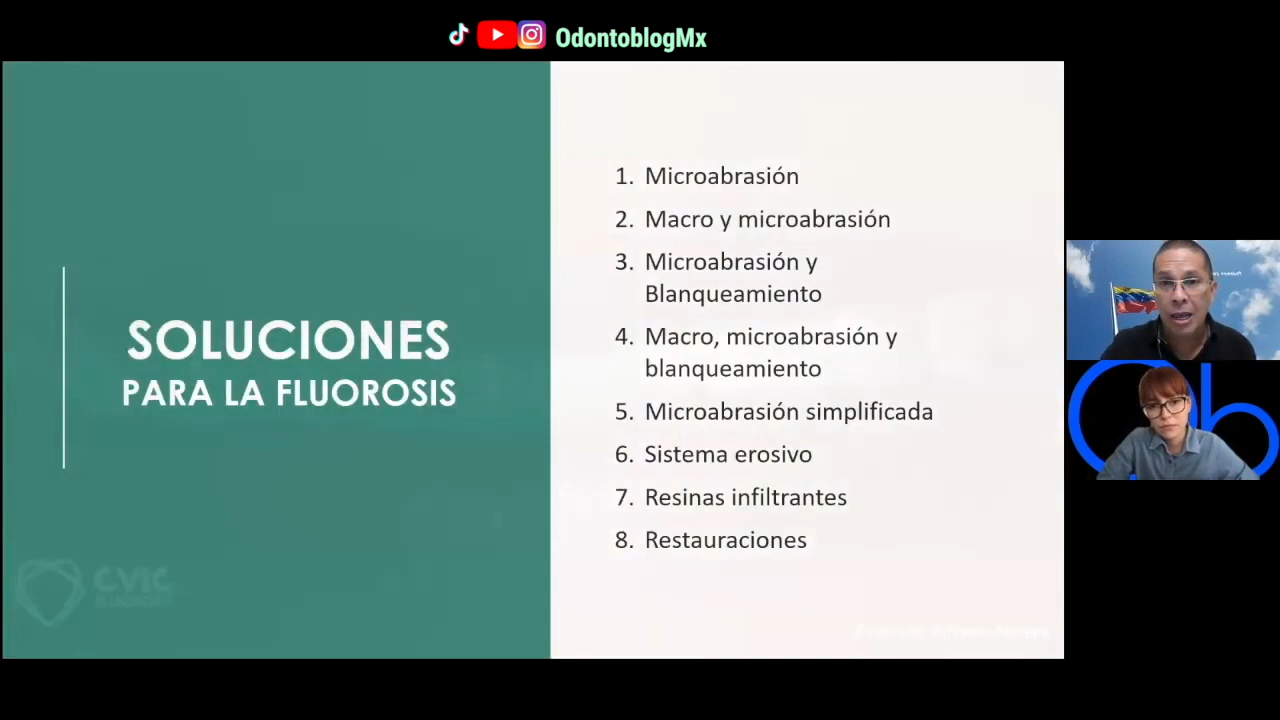 OdontoblogMx
SOLUCIONES
PARA LA FLUOROSIS
1. Microabrasión
2. Macro y microabrasión
3. Microabrasión y
Blanqueamiento
4. Macro, microabrasión y
blanqueamiento
5. Microabrasión simplificada
6. Sistema erosivo
7. Resinas infiltrantes
8. Restauraciones
CVIC